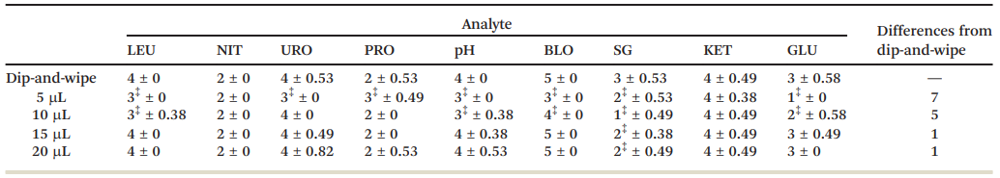 Analyte
Differences from
LEU NIT URO PRO pH BLO SG KET GLU dip-and-wipe
Dip-and-wipe 4 ± 0 2 ± 0 4 ± 0.53 2 ± 0.53 4 ± 0 5 ± 0 3 ± 0.53 4 ± 0.49 3 ± 0.58 —
5 μL 3‡ ± 0 2 ± 0 3‡ ± 0 3‡ ± 0.49 3‡ ± 0 3‡ ± 0 2‡ ± 0.53 4 ± 0.38 1‡ ± 0 7
10 μL 3‡ ± 0.38 2 ± 0 4 ± 0 2 ± 0 3‡ ± 0.38 4‡ ± 0 1‡ ± 0.49 4 ± 0.49 2‡ ± 0.58 5
15 μL 4 ± 0 2 ± 0 4 ± 0.49 2 ± 0 4 ± 0.38 5 ± 0 2‡ ± 0.38 4 ± 0.49 3 ± 0.49 1
20 μL 4 ± 0 2 ± 0 4 ± 0.82 2 ± 0.53 4 ± 0.53 5 ± 0 2‡ ± 0.49 4 ± 0.49 3 ± 0 1